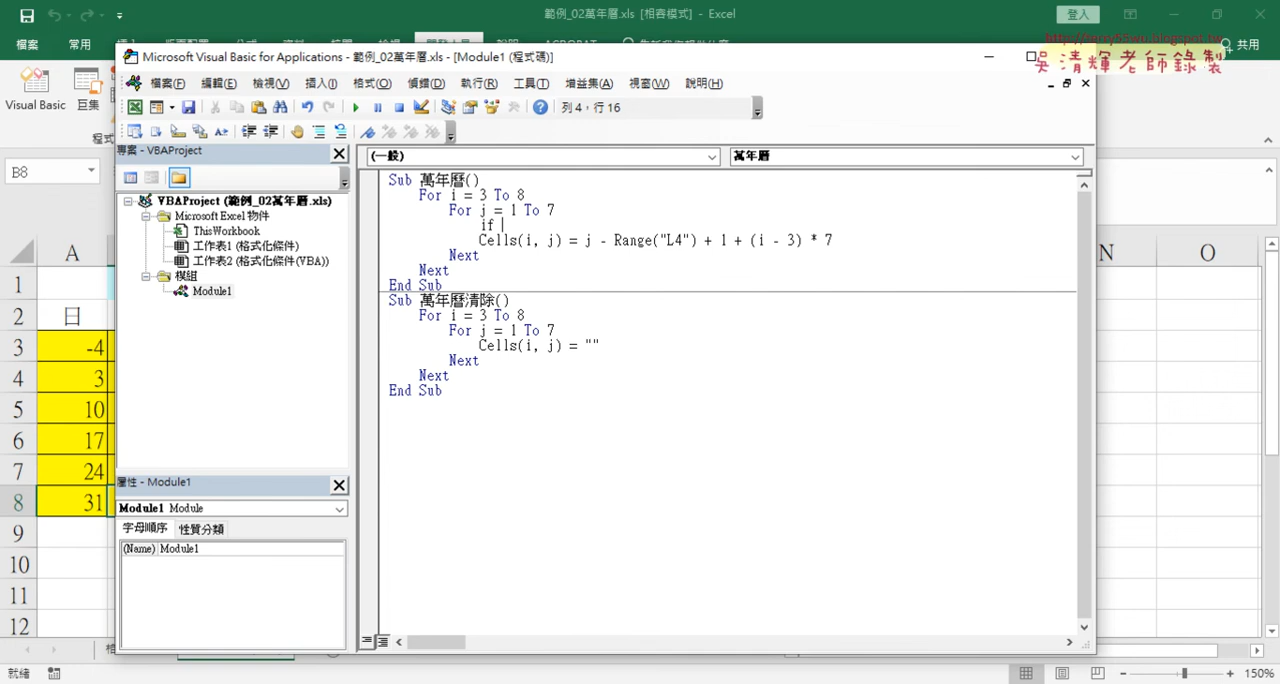 範例_02萬年曆.xls [相容模式] - Excel
登入
檔案
常用
ACROBAT
共用
http://terry55wu.blogspot.tw
吳清輝老師錄製
Visual Basic
巨集
B8
Microsoft Visual Basic for Applications - 範例_02萬年曆.xls - [Module1 (程式碼)]
檔案(F) 編輯(E) 檢視(V) 插入(I) 格式(O) 偵錯(D) 執行(R) 工具(T) 增益集(A) 視窗(W) 說明(H)
列 4，行 16
專案 - VBAProject
VBAProject (範例_02萬年曆.xls)
Microsoft Excel 物件
ThisWorkbook
工作表1 (格式化條件)
工作表2 (格式化條件(VBA))
模組
Module1
屬性 - Module1
Module1 Module
字母順序 性質分類
(Name) Module1
(一般)
萬年曆
Sub 萬年曆()
For i = 3 To 8
For j = 1 To 7
if
Cells(i, j) = j - Range("L4") + 1 + (i - 3) * 7
Next
Next
End Sub
Sub 萬年曆清除()
For i = 3 To 8
For j = 1 To 7
Cells(i, j) = ""
Next
Next
End Sub
A
N
O
1
2 日
3 -4
4 3
5 10
6 17
7 24
8 31
9
10
11
12
就緒
150%